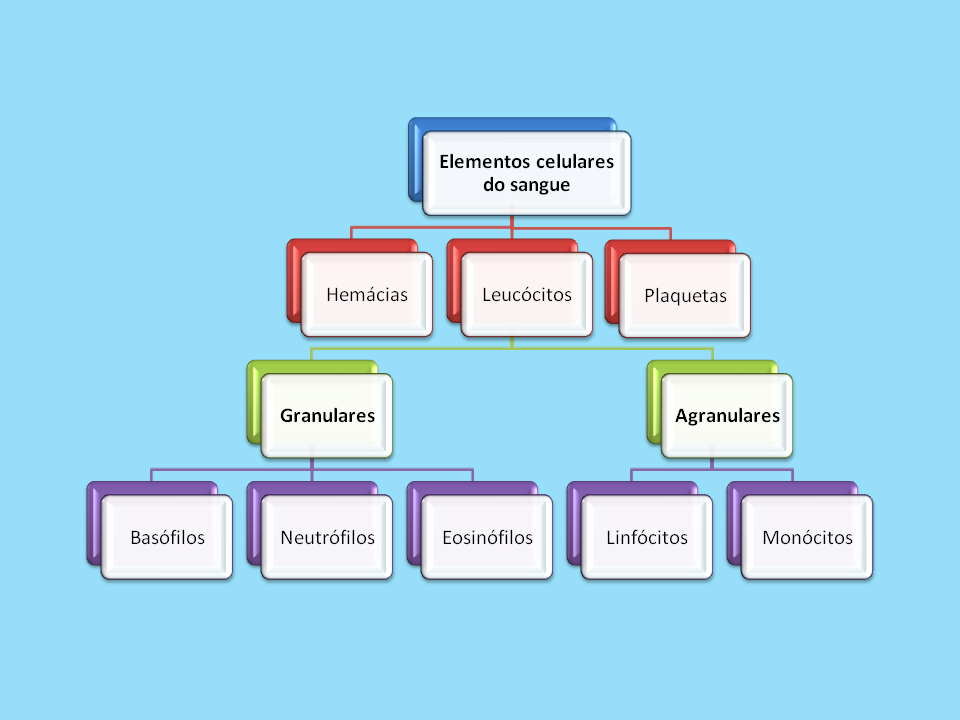 Elementos celulares
do sangue
Hemácias
Leucócitos
Plaquetas
Granulares
Agranulares
Basófilos
Neutrófilos
Eosinófilos
Linfócitos
Monócitos